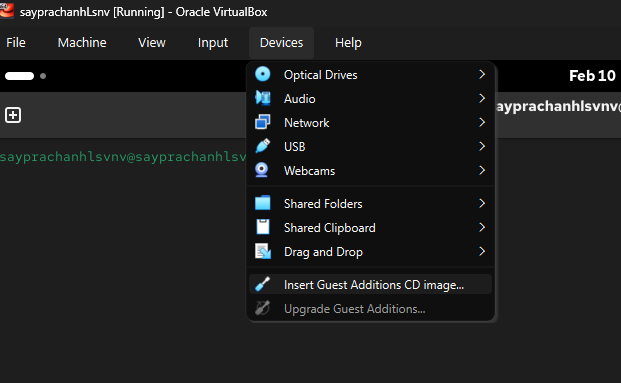 sayprachanhLsnv [Running] - Oracle VirtualBox
File Machine View Input Devices Help
Feb 10
Optical Drives
Audio
ayprachanhlsvnv@
Network
USB
sayprachanhlsvnv@sayprachanhlsv
Webcams
Shared Folders
Shared Clipboard
Drag and Drop
Insert Guest Additions CD image...
Upgrade Guest Additions...